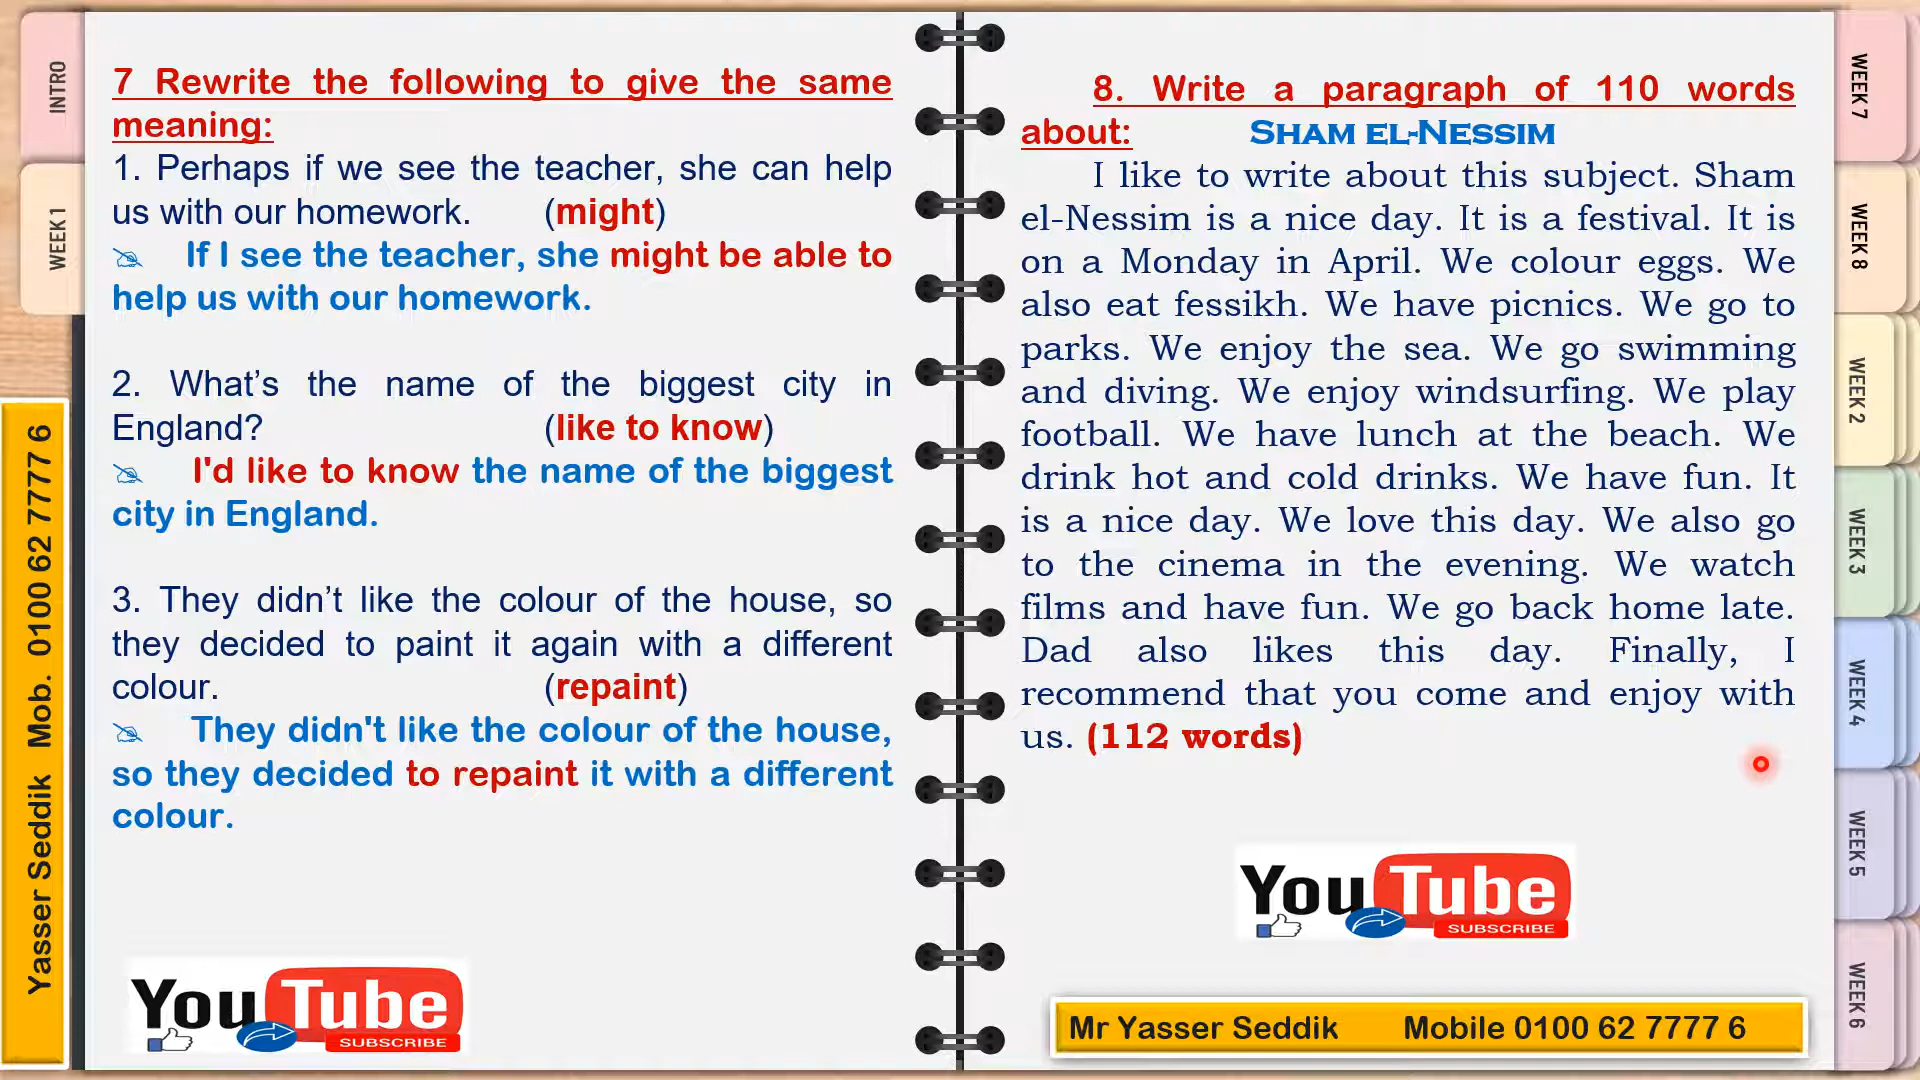 INTRO
WEEK 1
Yasser Seddik Mob. 0100 62 7777 6
7 Rewrite the following to give the same
meaning:
1. Perhaps if we see the teacher, she can help
us with our homework. (might)
If I see the teacher, she might be able to
help us with our homework.
2. What's the name of the biggest city in
England? (like to know)
I'd like to know the name of the biggest
city in England.
3. They didn't like the colour of the house, so
they decided to paint it again with a different
colour. (repaint)
They didn't like the colour of the house,
so they decided to repaint it with a different
colour.
YouTube
SUBSCRIBE
8. Write a paragraph of 110 words
about: SHAM EL-NESSIM
I like to write about this subject. Sham
el-Nessim is a nice day. It is a festival. It is
on a Monday in April. We colour eggs. We
also eat fessikh. We have picnics. We go to
parks. We enjoy the sea. We go swimming
and diving. We enjoy windsurfing. We play
football. We have lunch at the beach. We
drink hot and cold drinks. We have fun. It
is a nice day. We love this day. We also go
to the cinema in the evening. We watch
films and have fun. We go back home late.
Dad also likes this day. Finally, I
recommend that you come and enjoy with
us. (112 words)
YouTube
SUBSCRIBE
Mr Yasser Seddik Mobile 0100 62 7777 6
WEEK 7
WEEK 8
WEEK 2
WEEK 3
WEEK 4
WEEK 5
WEEK 6